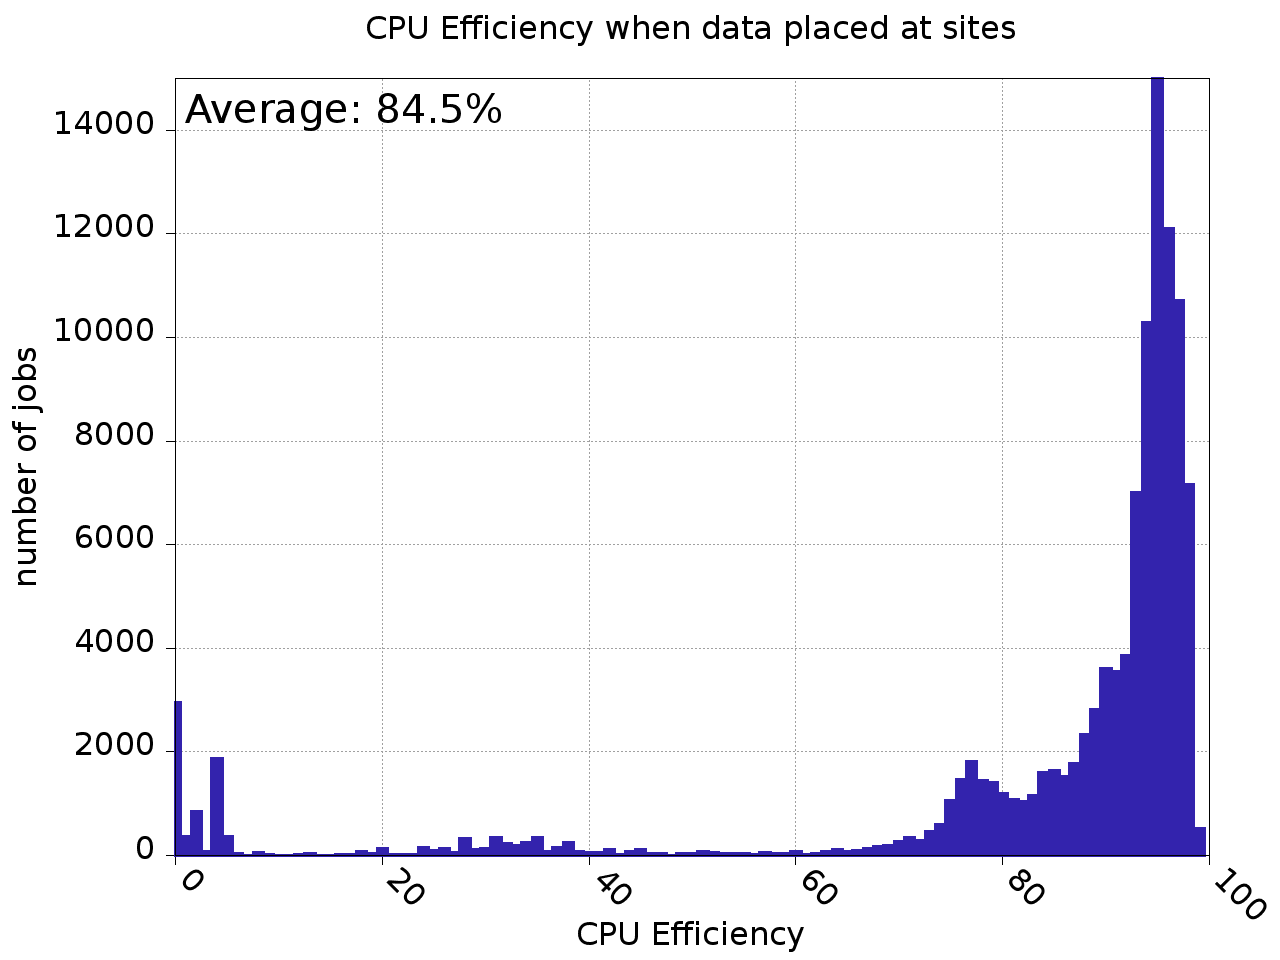 CPU Efficiency when data placed at sites
Average: 84.5%
14000
12000
10000
8000
6000
4000
2000
0
number of jobs
0 20 40 60 80 100
CPU Efficiency